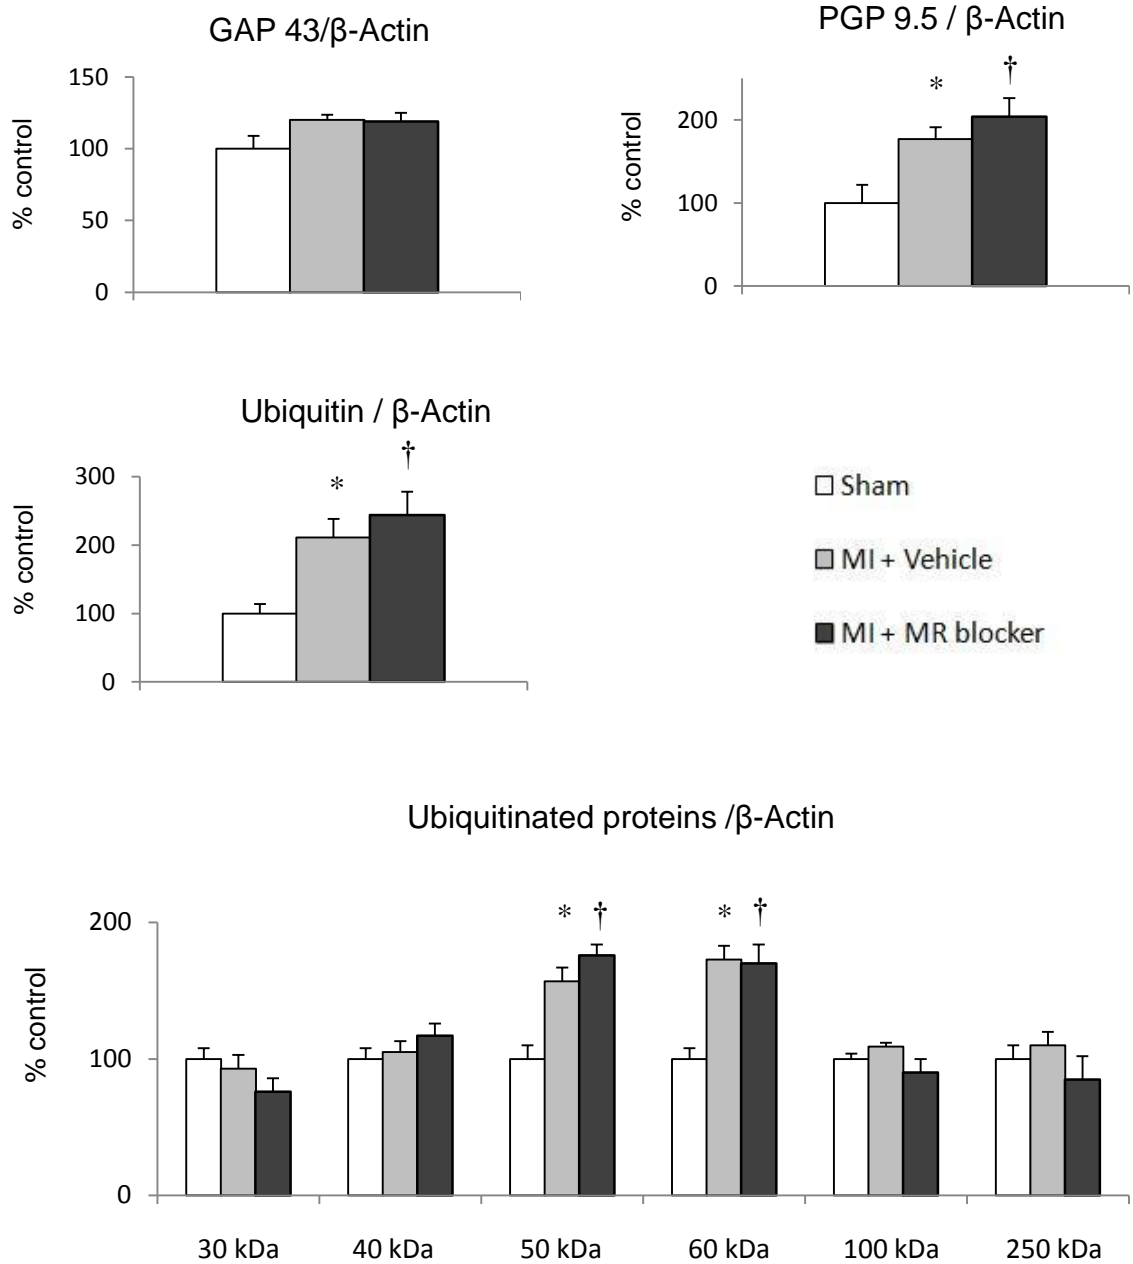 GAP 43/β-Actin
% control
150
100
50
0
PGP 9.5 / β-Actin
% control
200
100
0
*
†
Ubiquitin / β-Actin
% control
300
200
100
0
*
†
Sham
MI + Vehicle
MI + MR blocker
Ubiquitinated proteins /β-Actin
% control
200
100
0
* †
* †
30 kDa 40 kDa 50 kDa 60 kDa 100 kDa 250 kDa